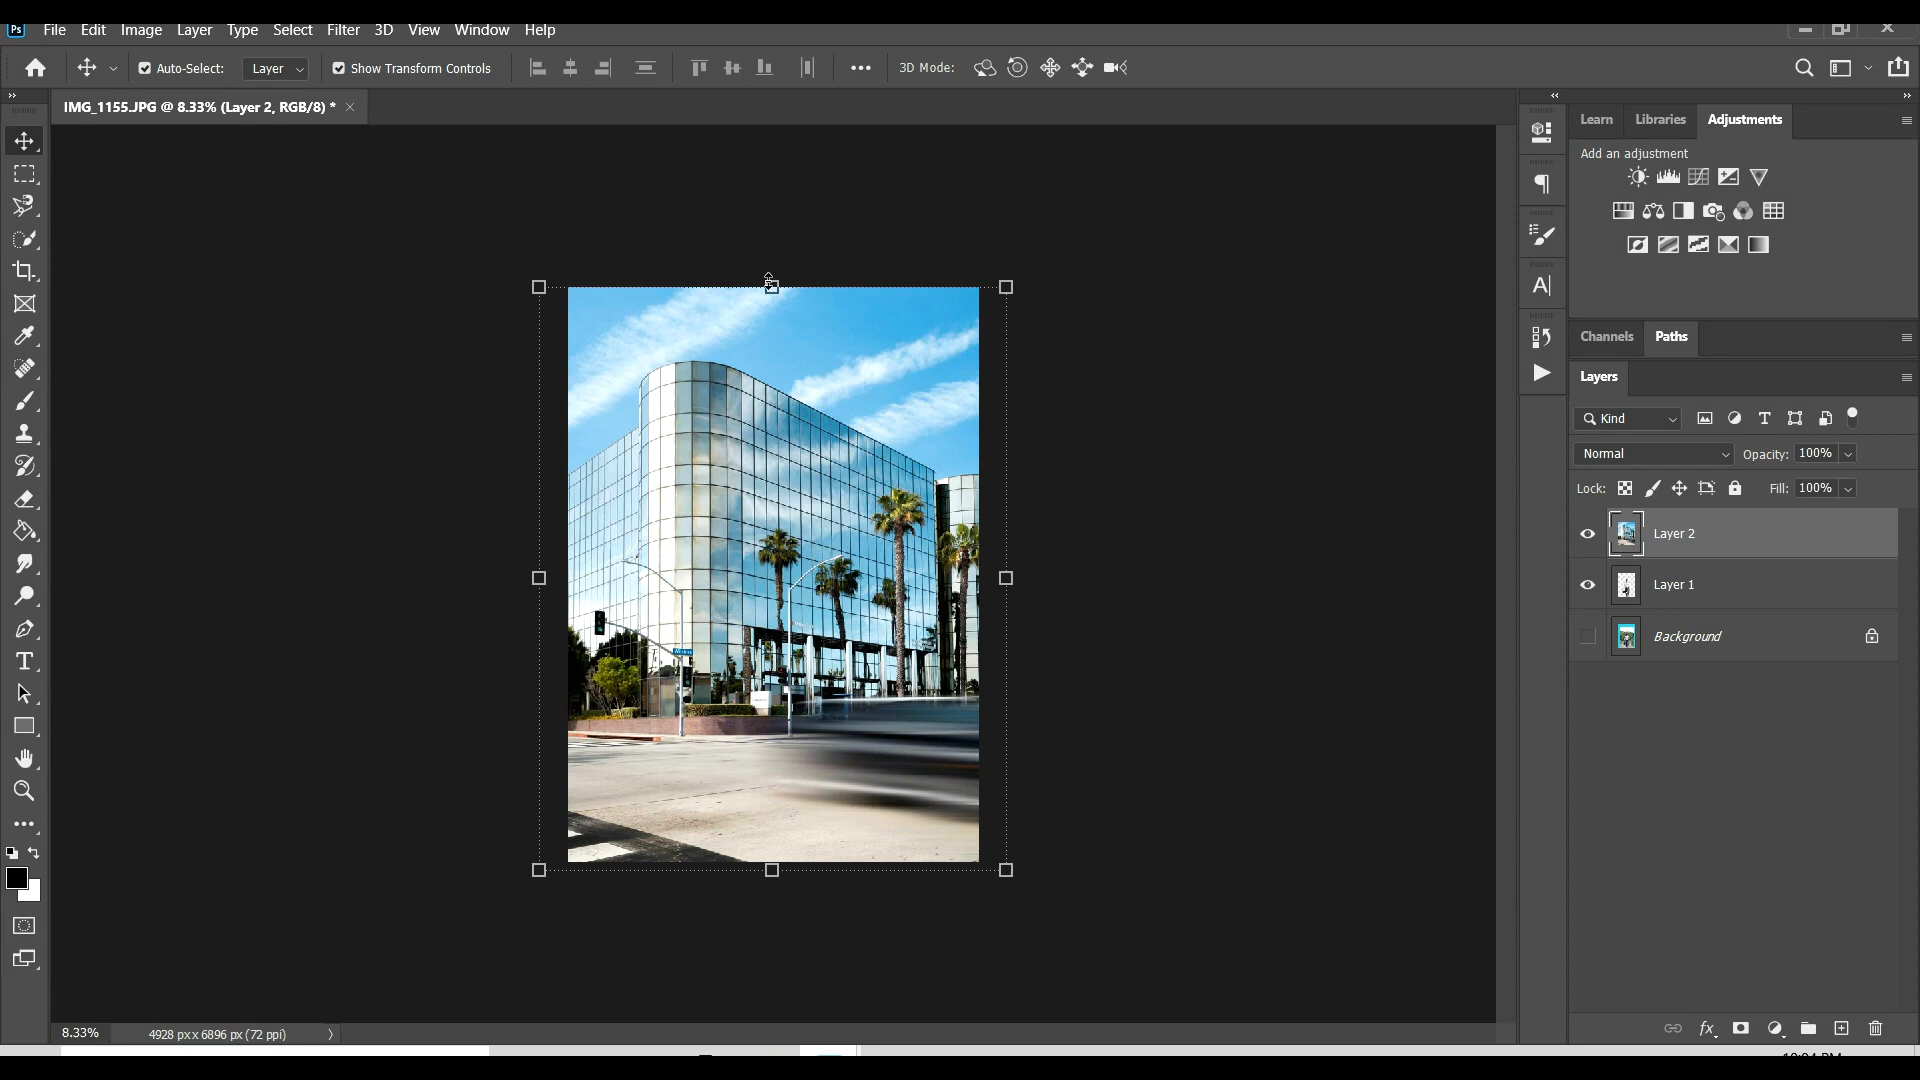 Ps File Edit Image Layer Type Select Filter 3D View Window Help
Auto-Select: Layer Show Transform Controls 3D Mode:
IMG_1155.JPG @ 8.33% (Layer 2, RGB/8) *
Learn Libraries Adjustments
Add an adjustment
Channels Paths
Layers
Kind
Normal Opacity: 100%
Lock: Fill: 100%
Layer 2
Layer 1
Background
8.33% 4928 px x 6896 px (72 ppi)